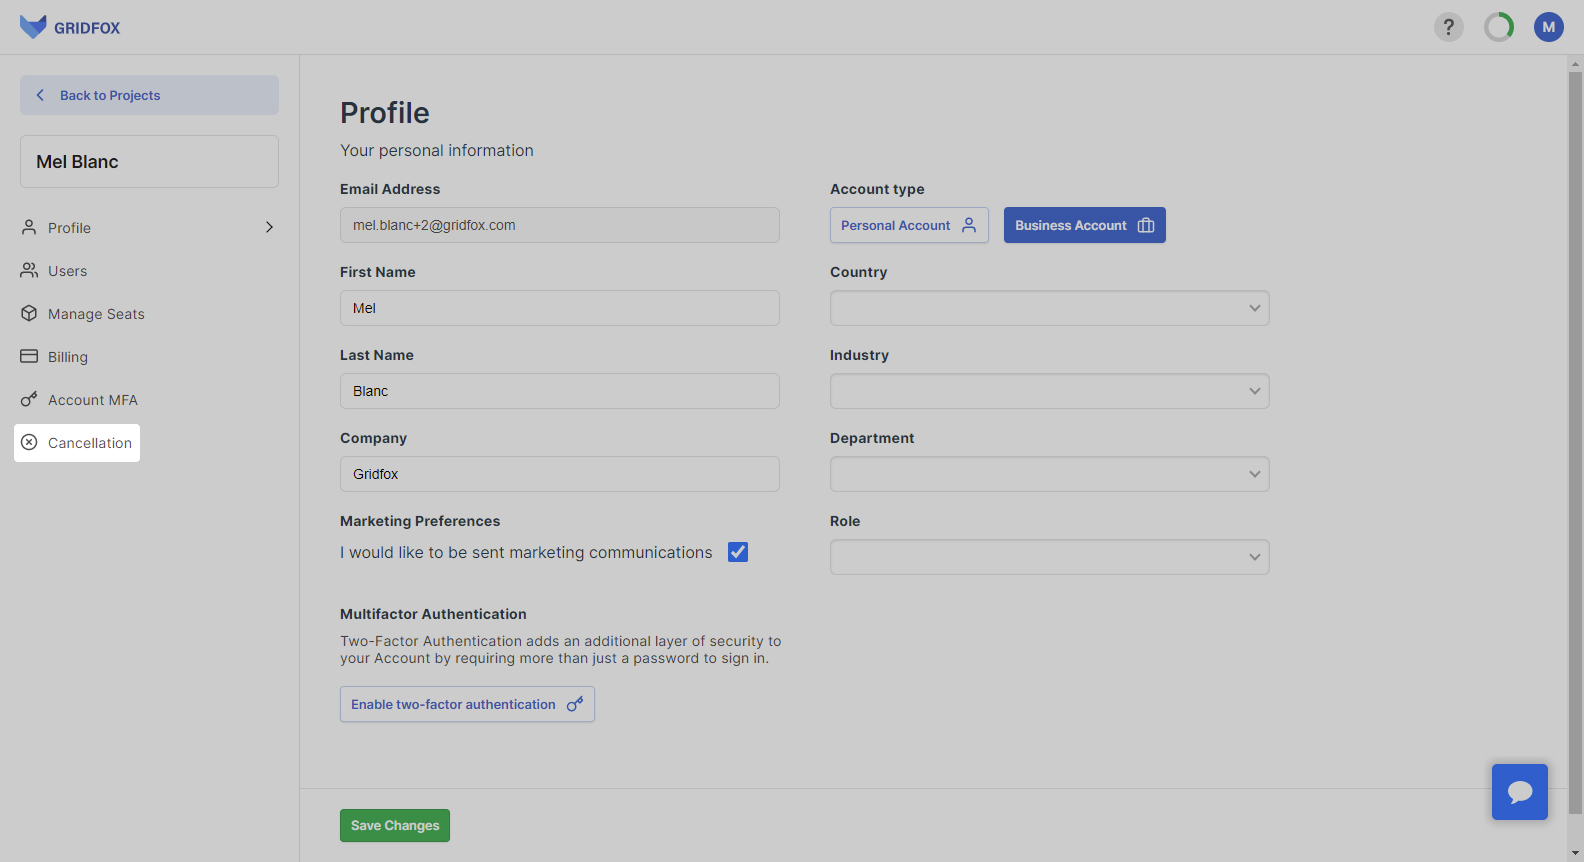 GRIDFOX
?
M
Back to Projects
Mel Blanc
Profile
Users
Manage Seats
Billing
Account MFA
Cancellation
Profile
Your personal information
Email Address
mel.blanc+2@gridfox.com
First Name
Mel
Last Name
Blanc
Company
Gridfox
Marketing Preferences
I would like to be sent marketing communications
Multifactor Authentication
Two-Factor Authentication adds an additional layer of security to
your Account by requiring more than just a password to sign in.
Enable two-factor authentication
Account type
Personal Account
Business Account
Country
Industry
Department
Role
Save Changes